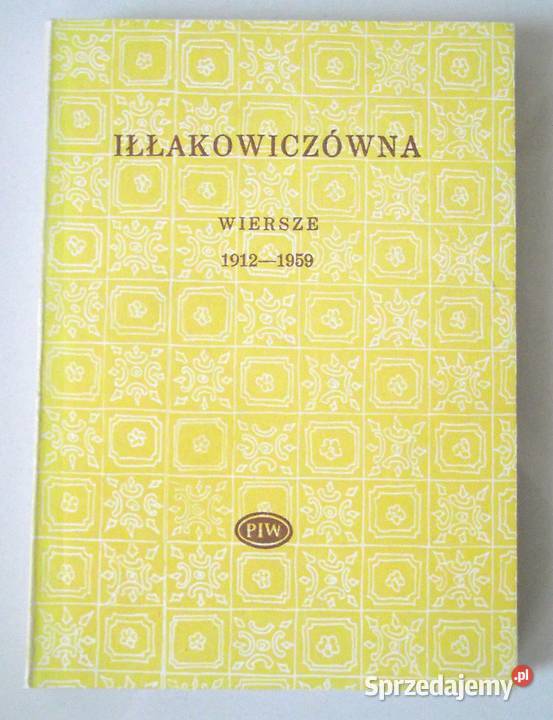 IŁŁAKOWICZÓWNA
WIERSZE
1912—1959
PIW
Sprzedajemy.pl